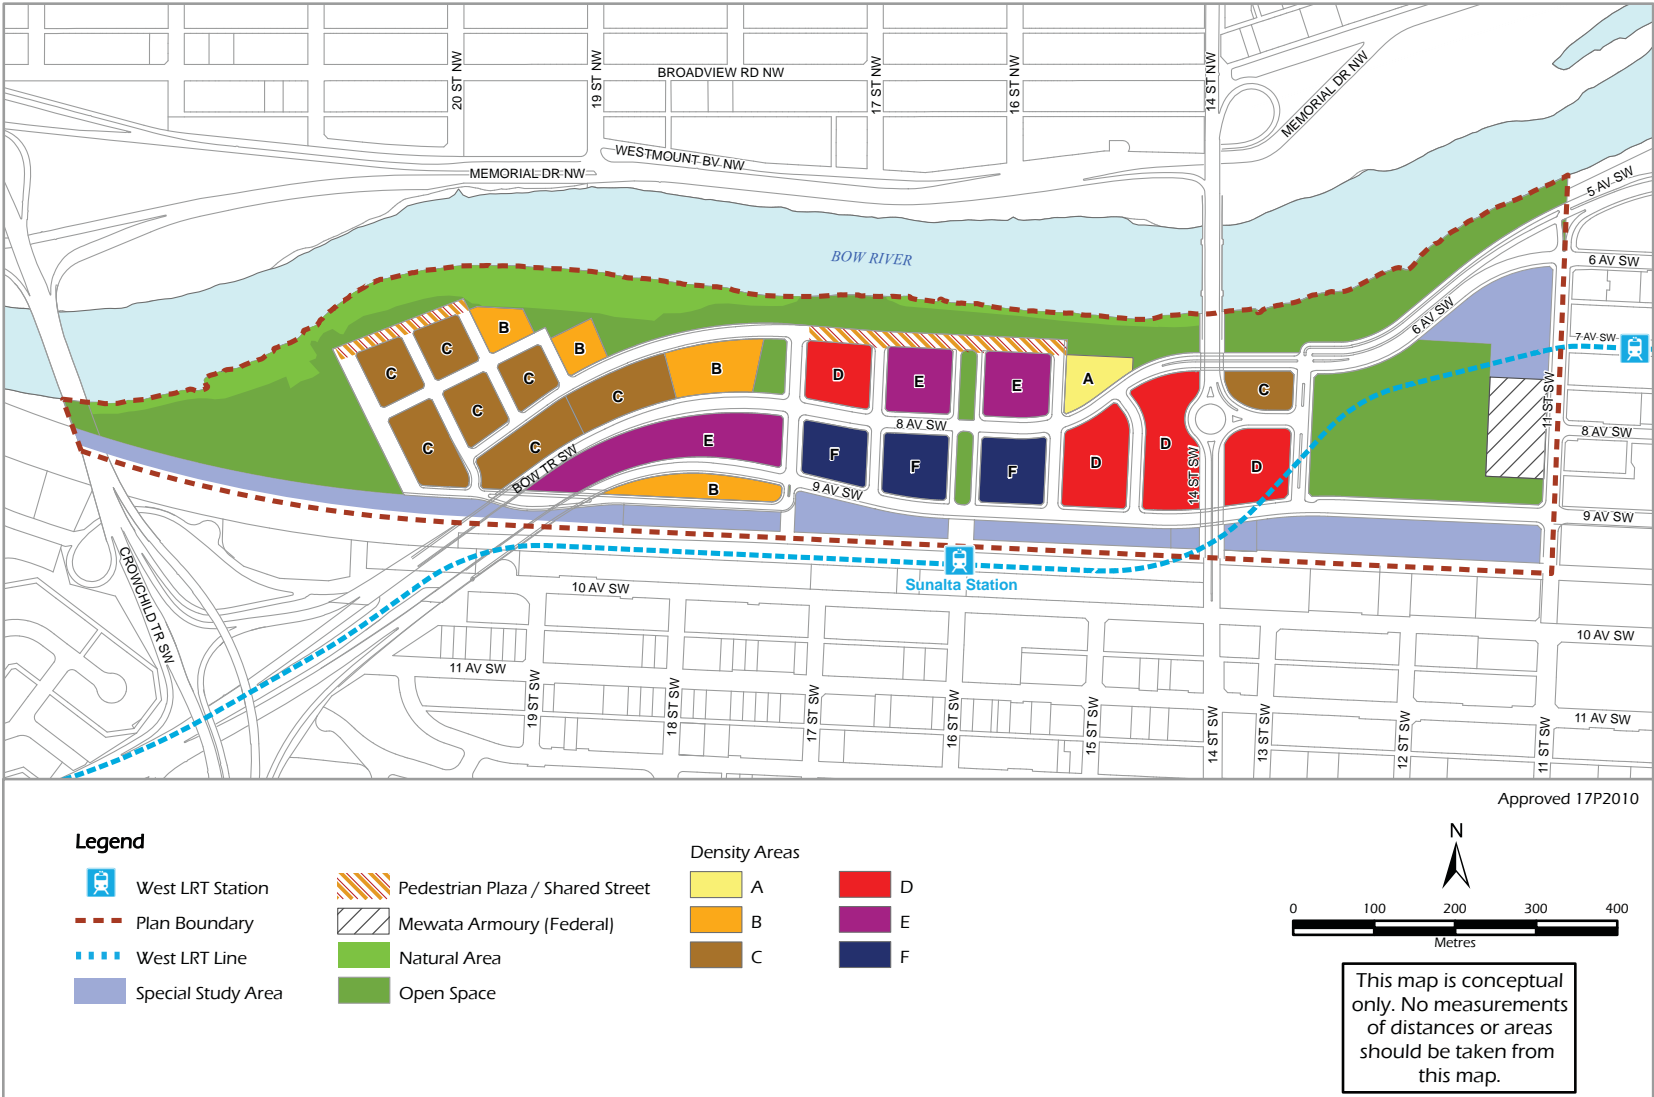 20 ST NW
19 ST NW
BROADVIEW RD NW
17 ST NW
16 ST NW
14 ST NW
MEMORIAL DR NW
WESTMOUNT BV NW
MEMORIAL DR NW
5 AV SW
BOW RIVER
6 AV SW
6 AV SW
7 AV SW
B
B
C
C
C
C
C
C
C
B
D
E
E
A
C
11 ST SW
8 AV SW
8 AV SW
E
F
F
F
D
D
D
14 ST SW
BOW TR SW
B
9 AV SW
9 AV SW
CROWCHILD TR SW
Sunalta Station
10 AV SW
10 AV SW
11 AV SW
19 ST SW
18 ST SW
17 ST SW
16 ST SW
15 ST SW
14 ST SW
13 ST SW
12 ST SW
11 ST SW
11 AV SW
Approved 17P2010
Legend
West LRT Station
Plan Boundary
West LRT Line
Special Study Area
Pedestrian Plaza / Shared Street
Mewata Armoury (Federal)
Natural Area
Open Space
Density Areas
A
B
C
D
E
F
N
0 100 200 300 400
Metres
This map is conceptual
only. No measurements
of distances or areas
should be taken from
this map.